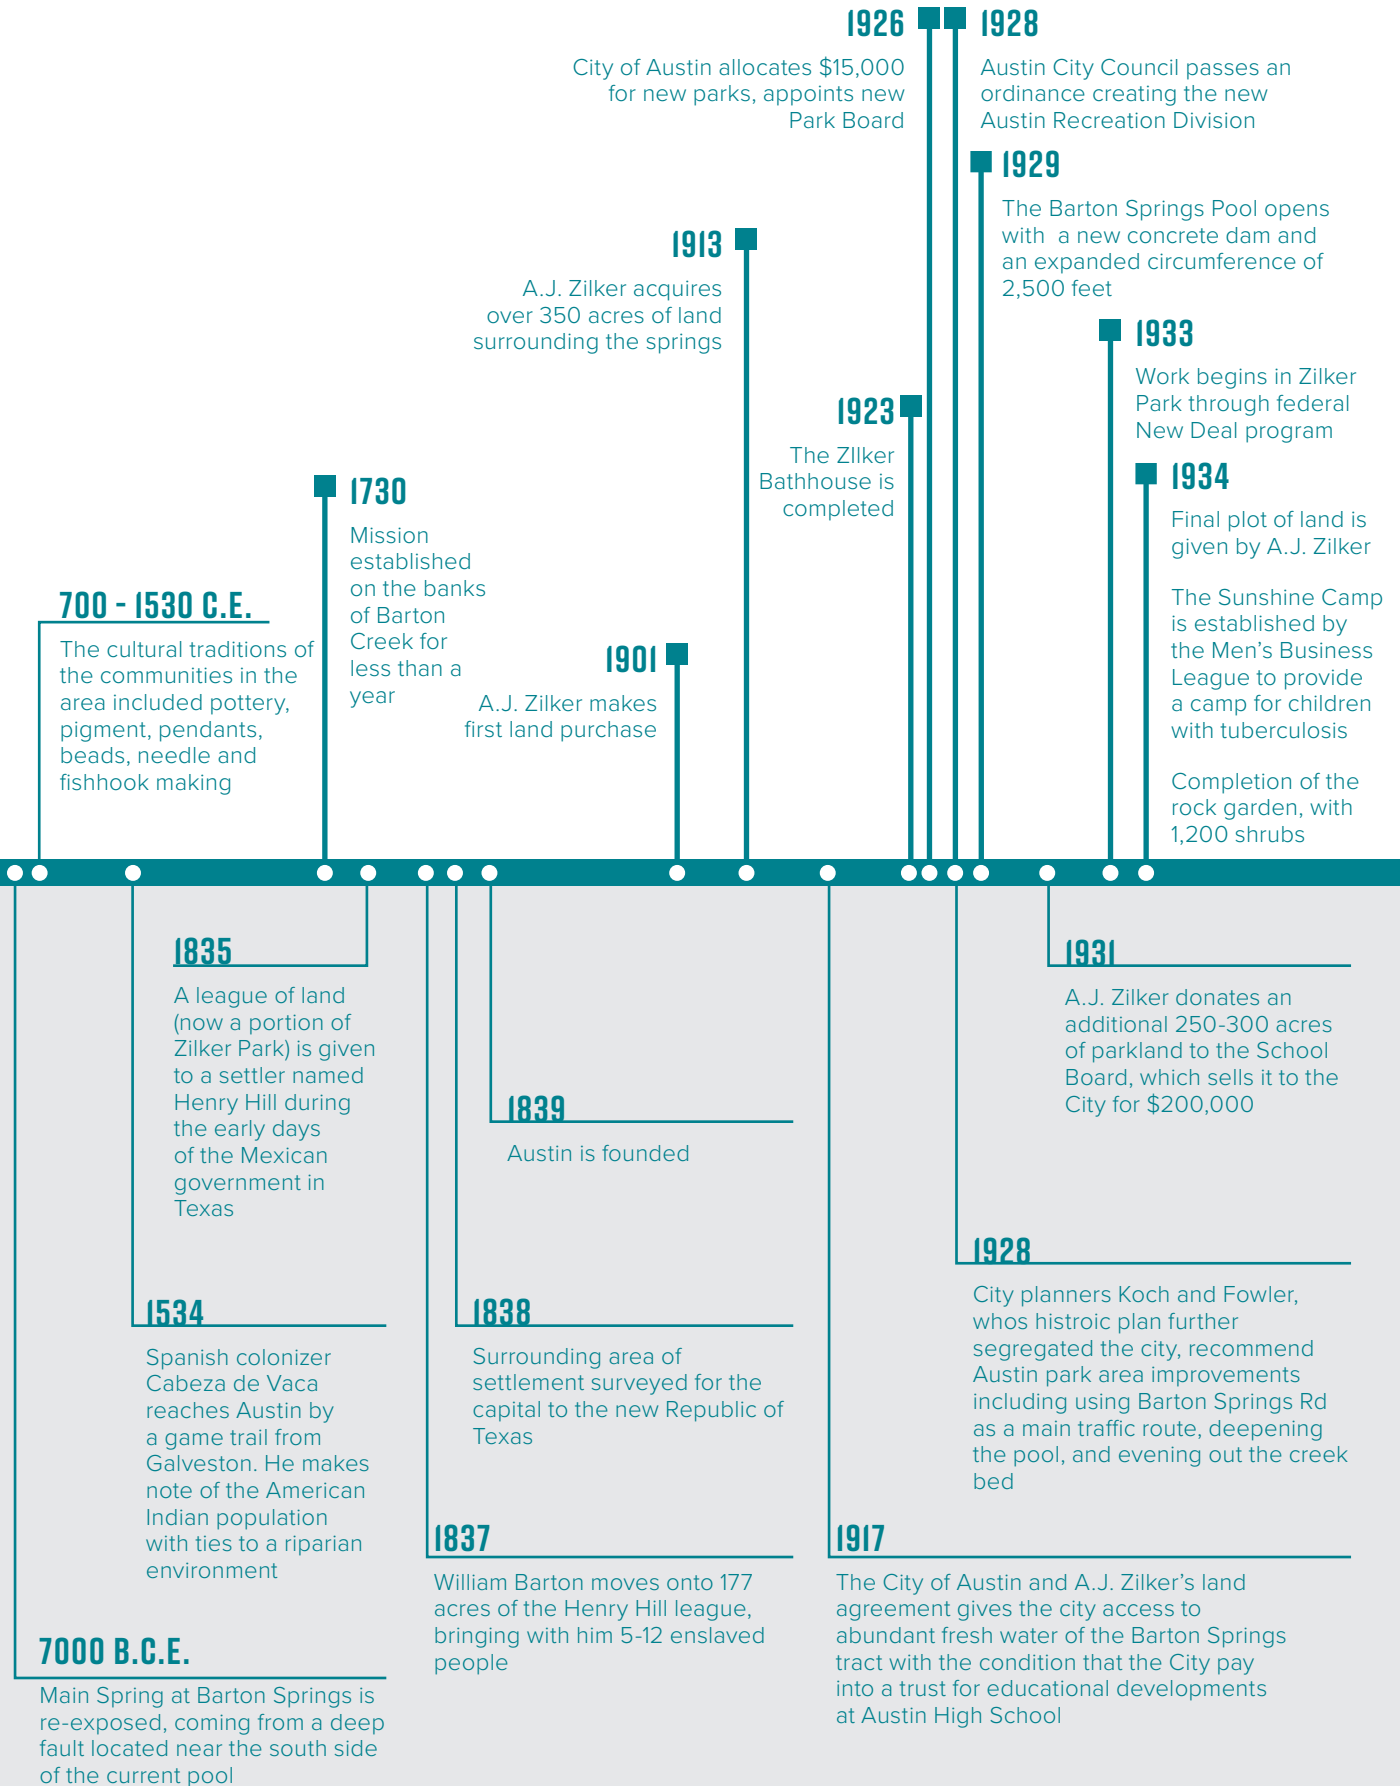 1926
City of Austin allocates $15,000
for new parks, appoints new
Park Board
1928
Austin City Council passes an
ordinance creating the new
Austin Recreation Division
1929
The Barton Springs Pool opens
with a new concrete dam and
an expanded circumference of
2,500 feet
1913
A.J. Zilker acquires
over 350 acres of land
surrounding the springs
1933
Work begins in Zilker
Park through federal
New Deal program
1923
The ZIlker
Bathhouse is
completed
1934
Final plot of land is
given by A.J. Zilker
The Sunshine Camp
is established by
the Men's Business
League to provide
a camp for children
with tuberculosis
Completion of the
rock garden, with
1,200 shrubs
1730
Mission
established
on the banks
of Barton
Creek for
less than a
year
700 - 1530 C.E.
The cultural traditions of
the communities in the
area included pottery,
pigment, pendants,
beads, needle and
fishhook making
1901
A.J. Zilker makes
first land purchase
1835
A league of land
(now a portion of
Zilker Park) is given
to a settler named
Henry Hill during
the early days
of the Mexican
government in
Texas
1931
A.J. Zilker donates an
additional 250-300 acres
of parkland to the School
Board, which sells it to the
City for $200,000
1839
Austin is founded
1928
City planners Koch and Fowler,
whos histroic plan further
segregated the city, recommend
Austin park area improvements
including using Barton Springs Rd
as a main traffic route, deepening
the pool, and evening out the creek
bed
1534
Spanish colonizer
Cabeza de Vaca
reaches Austin by
a game trail from
Galveston. He makes
note of the American
Indian population
with ties to a riparian
environment
1838
Surrounding area of
settlement surveyed for the
capital to the new Republic of
Texas
1837
William Barton moves onto 177
acres of the Henry Hill league,
bringing with him 5-12 enslaved
people
1917
The City of Austin and A.J. Zilker's land
agreement gives the city access to
abundant fresh water of the Barton Springs
tract with the condition that the City pay
into a trust for educational developments
at Austin High School
7000 B.C.E.
Main Spring at Barton Springs is
re-exposed, coming from a deep
fault located near the south side
of the current pool